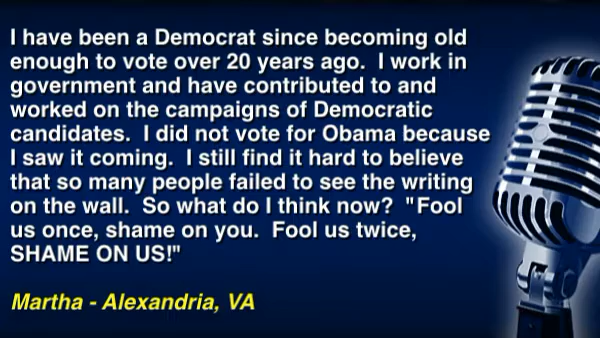 I have been a Democrat since becoming old
enough to vote over 20 years ago.  I work in
government and have contributed to and
worked on the campaigns of Democratic
candidates.  I did not vote for Obama because
I saw it coming.  I still find it hard to believe
that so many people failed to see the writing
on the wall.  So what do I think now?  "Fool
us once, shame on you.  Fool us twice,
SHAME ON US!"
Martha - Alexandria, VA